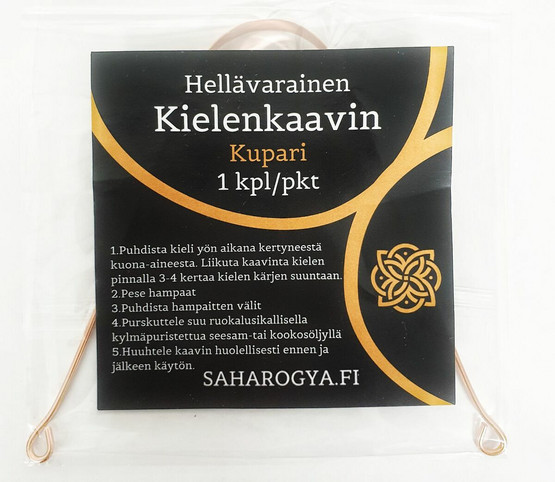 Hellävarainen
Kielenkaavin
Kupari
1 kpl/pkt
1.Puhdista kieli yön aikana kertyneestä
kuona-aineesta. Liikuta kaavinta kielen
pinnalla 3-4 kertaa kielen kärjen suuntaan.
2.Pese hampaat
3.Puhdista hampaitten välit
4.Purskuttele suu ruokalusikallisella
kylmäpuristettua seesam-tai kookosöljyllä
5.Huuhtele kaavin huolellisesti ennen ja
jälkeen käytön.
SAHAROGYA.FI